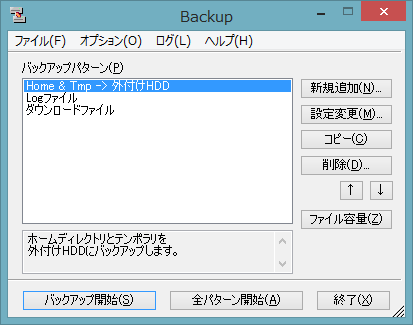 Backup
ファイル(F) オプション(O) ログ(L) ヘルプ(H)
バックアップパターン(P)
Home & Tmp -> 外付けHDD
Logファイル
ダウンロードファイル
新規追加(N)...
設定変更(M)...
コピー(C)
削除(D)...
↑ ↓
ファイル容量(Z)
ホームディレクトリとテンポラリを
外付けHDDにバックアップします。
バックアップ開始(S) 全パターン開始(A) 終了(X)